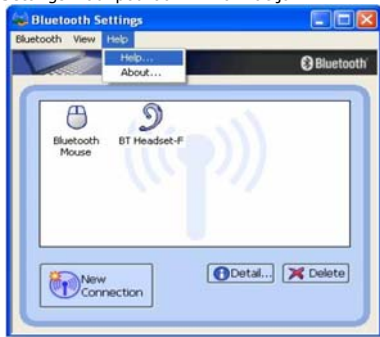 Bluetooth Settings
Bluetooth View Help
Help...
About...
Bluetooth
Bluetooth
Mouse
BT Headset-F
New
Connection
Detail...
Delete